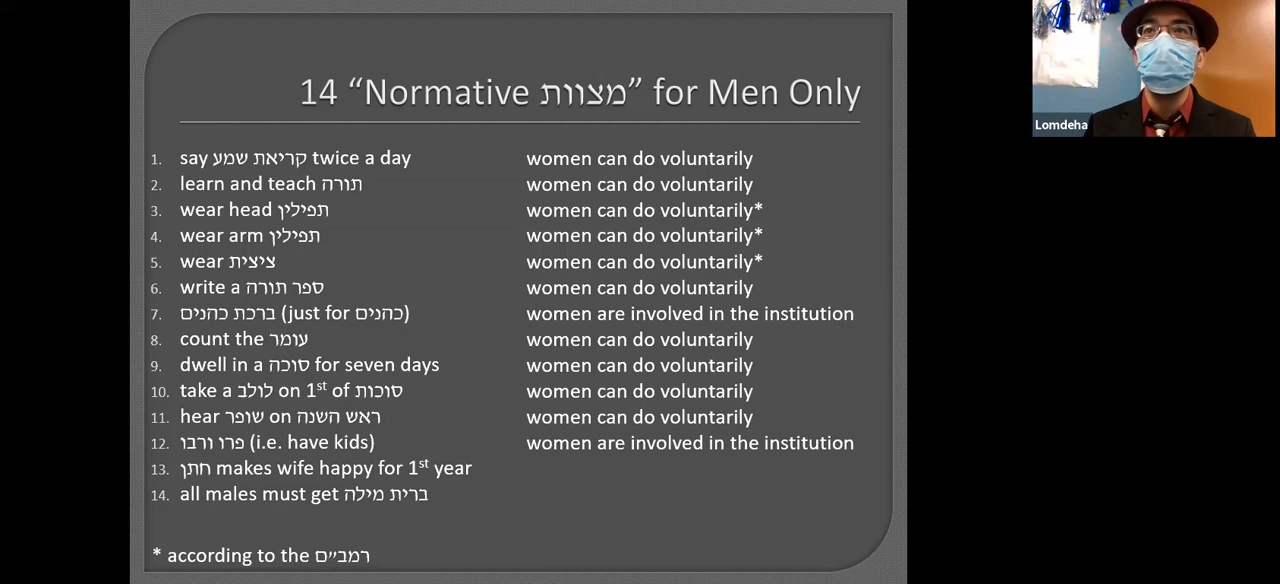 14 “Normative מצוות” for Men Only
1. say קריאת שמע twice a day women can do voluntarily
2. learn and teach תורה women can do voluntarily
3. wear head תפילין women can do voluntarily*
4. wear arm תפילין women can do voluntarily*
5. wear ציצית women can do voluntarily*
6. write a ספר תורה women can do voluntarily
7. ברכת כהנים (just for כהנים) women are involved in the institution
8. count the עומר women can do voluntarily
9. dwell in a סוכה for seven days women can do voluntarily
10. take a לולב on 1st of סוכות women can do voluntarily
11. hear שופר on ראש השנה women can do voluntarily
12. פרו ורבו (i.e. have kids) women are involved in the institution
13. חתן makes wife happy for 1st year
14. all males must get ברית מילה
* according to the רמב״ם
Lomdeha